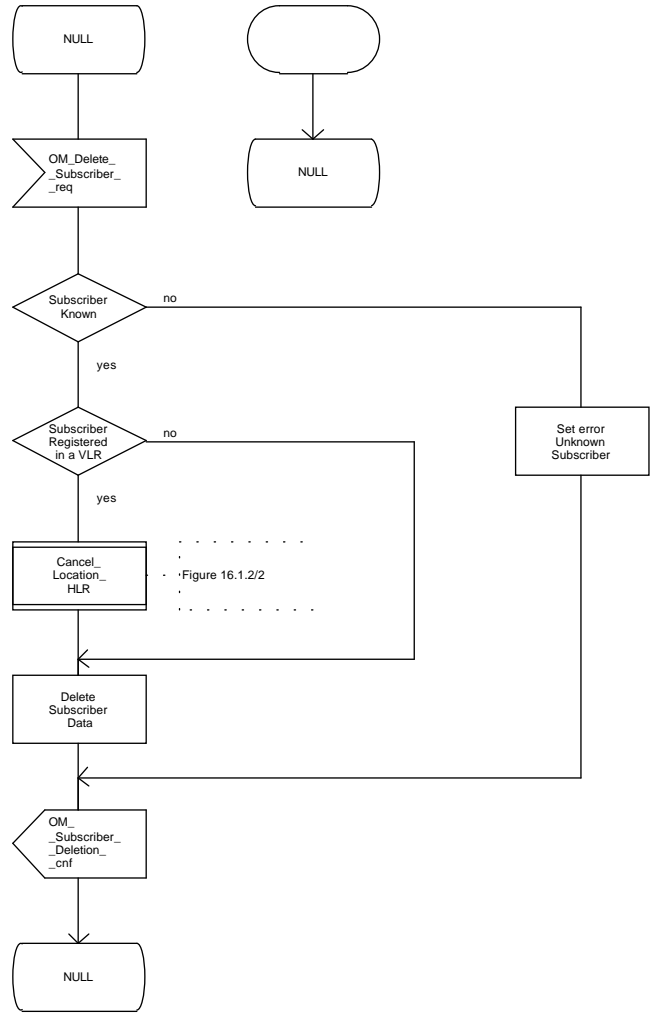 NULL
OM_Delete_
_Subscriber_
_req
NULL
Subscriber
Known
no
yes
Subscriber
Registered
in a VLR
no
Set error
Unknown
Subscriber
yes
Cancel_
Location_
HLR
Figure 16.1.2/2
Delete
Subscriber
Data
OM_
_Subscriber_
_Deletion_
_cnf
NULL